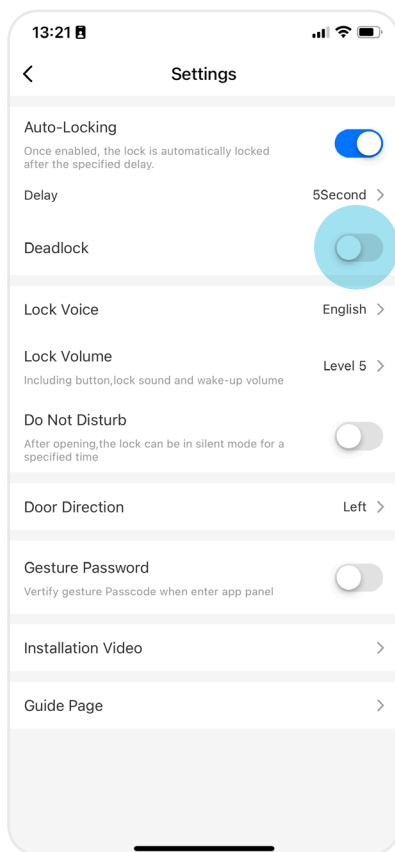 13:21
Settings
Auto-Locking
Once enabled, the lock is automatically locked
after the specified delay.
Delay 5Second
Deadlock
Lock Voice English
Lock Volume Level 5
Including button,lock sound and wake-up volume
Do Not Disturb
After opening,the lock can be in silent mode for a
specified time
Door Direction Left
Gesture Password
Vertify gesture Passcode when enter app panel
Installation Video
Guide Page